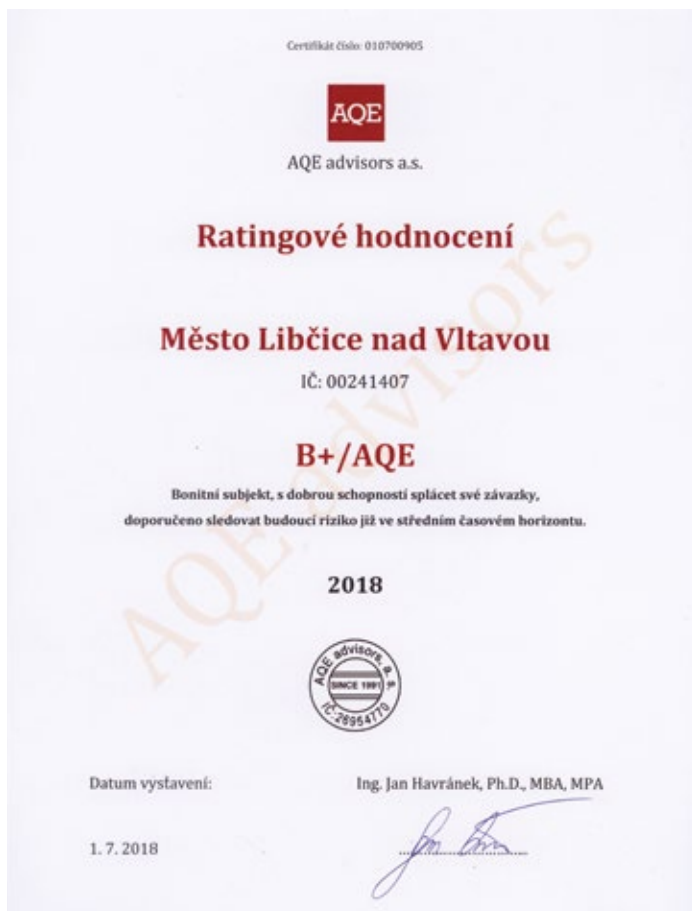 Certifikát číslo: 010700905
AQE
AQE advisors a.s.
Ratingové hodnocení
Město Libčice nad Vltavou
IČ: 00241407
B+/AQE
Bonitní subjekt, s dobrou schopností splácet své závazky,
doporučeno sledovat budoucí riziko již ve středním časovém horizontu.
2018
AQE advisors, a. s.
SINCE 1991
IČ:26954770
Datum vystavení:
Ing. Jan Havránek, Ph.D., MBA, MPA
1. 7. 2018
AQE advisors